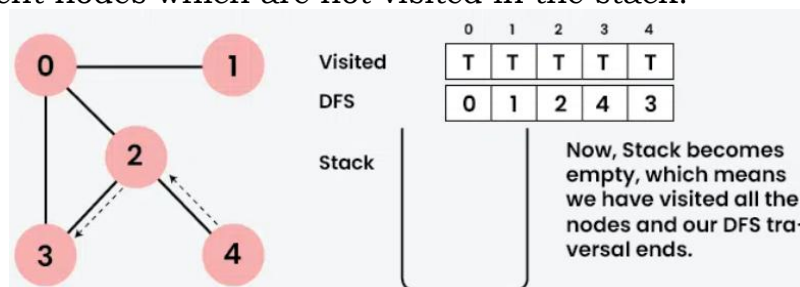 ent nodes which are not visited in the stack.
0 1 2 3 4
0 1 Visited T T T T T
DFS 0 1 2 4 3
2
Stack
Now, Stack becomes
empty, which means
we have visited all the
nodes and our DFS tra-
versal ends.
3 4